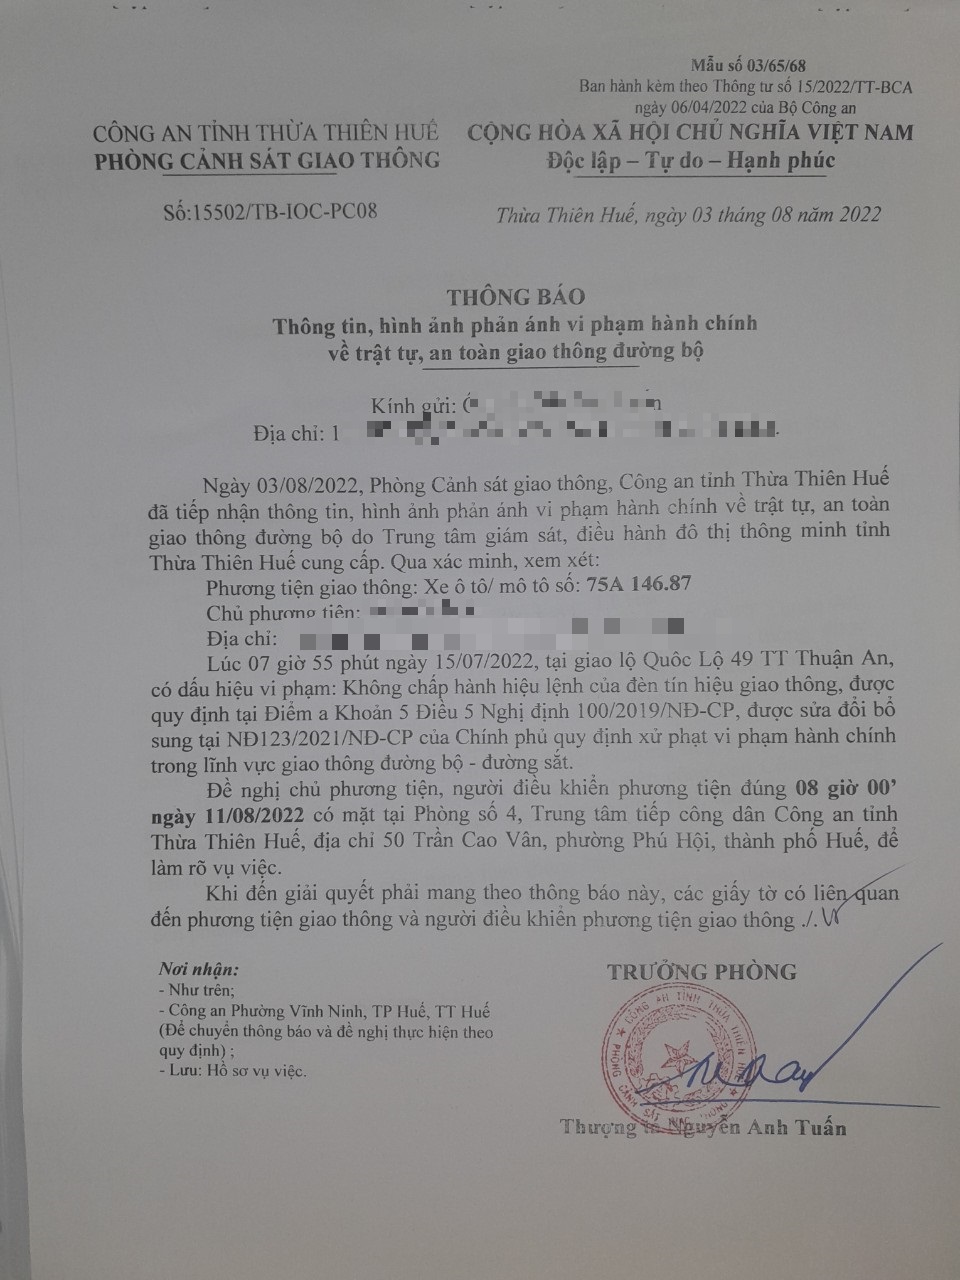 Mẫu số 03/65/68
Ban hành kèm theo Thông tư số 15/2022/TT-BCA
ngày 06/04/2022 của Bộ Công an
CÔNG AN TỈNH THỪA THIÊN HUẾ
PHÒNG CẢNH SÁT GIAO THÔNG
CỘNG HÒA XÃ HỘI CHỦ NGHĨA VIỆT NAM
Độc lập – Tự do – Hạnh phúc
Số:15502/TB-IOC-PC08
Thừa Thiên Huế, ngày 03 tháng 08 năm 2022
THÔNG BÁO
Thông tin, hình ảnh phản ánh vi phạm hành chính
về trật tự, an toàn giao thông đường bộ
Kính gửi:
Địa chỉ: 1
Ngày 03/08/2022, Phòng Cảnh sát giao thông, Công an tỉnh Thừa Thiên Huế
đã tiếp nhận thông tin, hình ảnh phản ánh vi phạm hành chính về trật tự, an toàn
giao thông đường bộ do Trung tâm giám sát, điều hành đô thị thông minh tỉnh
Thừa Thiên Huế cung cấp. Qua xác minh, xem xét:
Phương tiện giao thông: Xe ô tô/ mô tô số: 75A 146.87
Chủ phương tiện:
Địa chỉ:
Lúc 07 giờ 55 phút ngày 15/07/2022, tại giao lộ Quôc Lộ 49 TT Thuận An,
có dấu hiệu vi phạm: Không chấp hành hiệu lệnh của đèn tín hiệu giao thông, được
quy định tại Điểm a Khoản 5 Điều 5 Nghị định 100/2019/NĐ-CP, được sửa đổi bổ
sung tại NĐ123/2021/NĐ-CP của Chính phủ quy định xử phạt vi phạm hành chính
trong lĩnh vực giao thông đường bộ - đường sắt.
Đề nghị chủ phương tiện, người điều khiển phương tiện đúng 08 giờ 00’
ngày 11/08/2022 có mặt tại Phòng số 4, Trung tâm tiếp công dân Công an tỉnh
Thừa Thiên Huế, địa chỉ 50 Trần Cao Vân, phường Phú Hội, thành phố Huế, để
làm rõ vụ việc.
Khi đến giải quyết phải mang theo thông báo này, các giấy tờ có liên quan
đến phương tiện giao thông và người điều khiển phương tiện giao thông ./.
Nơi nhận:
- Như trên;
- Công an Phường Vĩnh Ninh, TP Huế, TT Huế
(Để chuyển thông báo và đề nghị thực hiện theo
quy định) ;
- Lưu: Hồ sơ vụ việc.
TRƯỞNG PHÒNG
CÔNG AN TỈNH THỪA THIÊN HUẾ
PHÒNG CẢNH SÁT GIAO THÔNG
Thượng tá Nguyễn Anh Tuấn